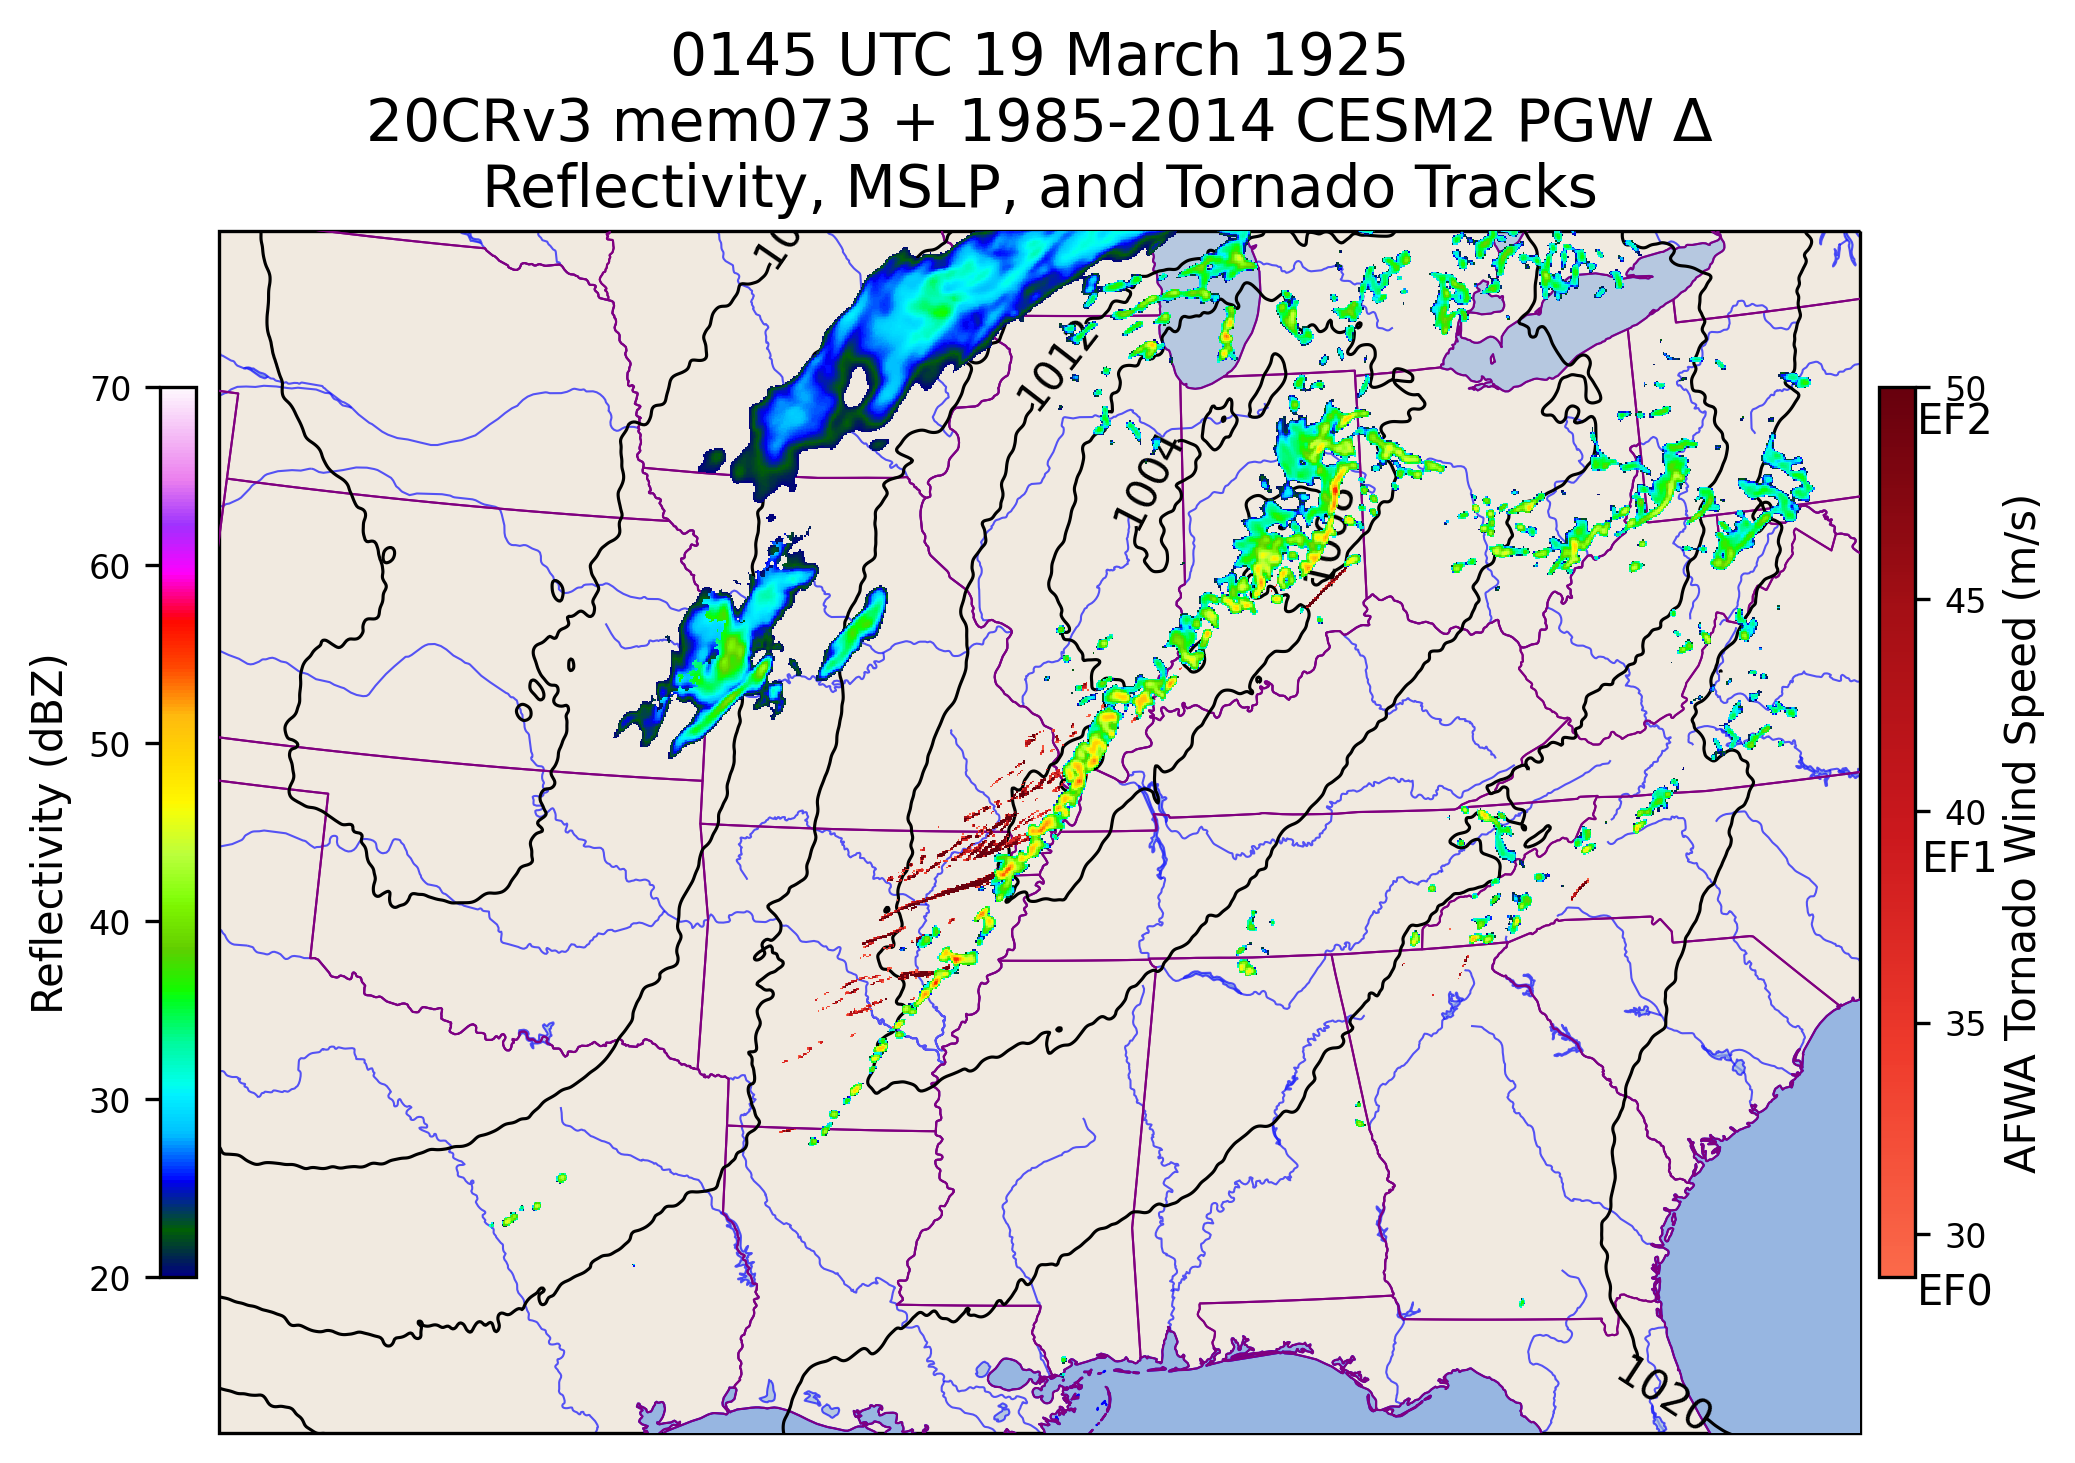 0145 UTC 19 March 1925
20CRv3 mem073 + 1985-2014 CESM2 PGW Δ
Reflectivity, MSLP, and Tornado Tracks
Reflectivity (dBZ)
70
60
50
40
30
20
1012
1004
1020
50
EF2
45
40
EF1
35
30
EF0
AFWA Tornado Wind Speed (m/s)